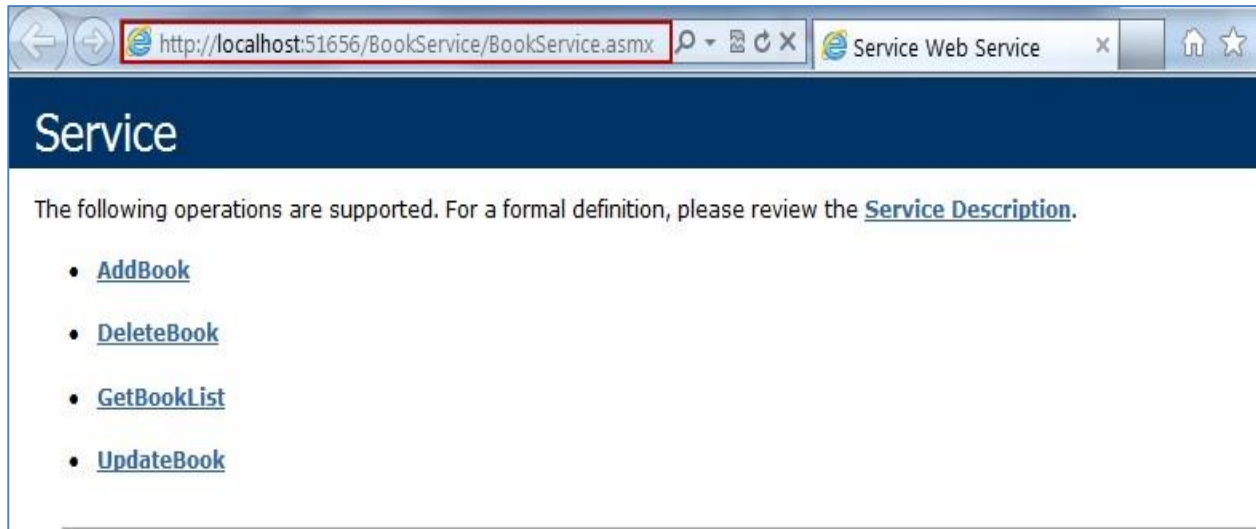 http://localhost:51656/BookService/BookService.asmx
Service Web Service
Service
The following operations are supported. For a formal definition, please review the Service Description.
AddBook
DeleteBook
GetBookList
UpdateBook